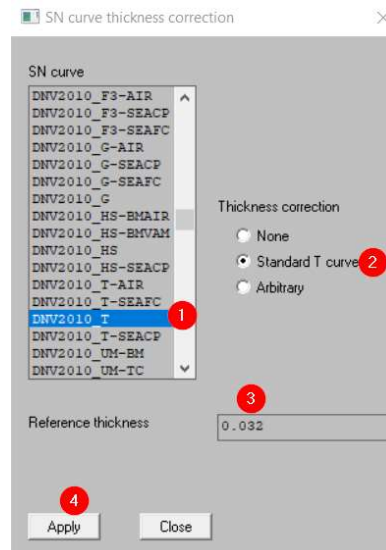 SN curve thickness correction
SN curve
DNV2010_F3-AIR
DNV2010_F3-SEACP
DNV2010_F3-SEAFC
DNV2010_G-AIR
DNV2010_G-SEACP
DNV2010_G-SEAFC
DNV2010_G
DNV2010_HS-BMAIR
DNV2010_HS-BMVAM
DNV2010_HS
DNV2010_HS-SEACP
DNV2010_T-AIR
DNV2010_T-SEAFC
DNV2010_T 1
DNV2010_T-SEACP
DNV2010_UM-BM
DNV2010_UM-TC
Thickness correction
None
Standard T curve 2
Arbitrary
3
Reference thickness 0.032
4
Apply Close